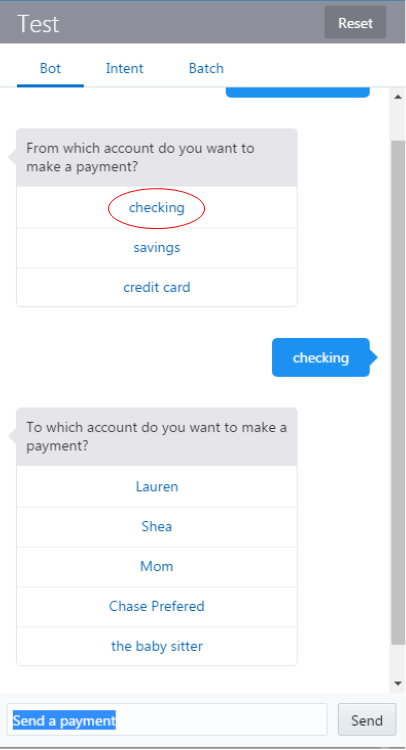 Test
Reset
Bot
Intent
Batch
From which account do you want to
make a payment?
checking
savings
credit card
checking
To which account do you want to make a
payment?
Lauren
Shea
Mom
Chase Prefered
the baby sitter
Send a payment
Send